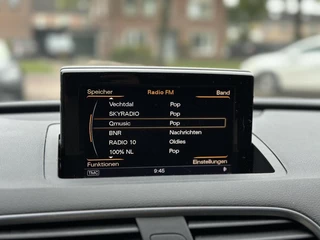 Speicher Radio FM Band
Vechtdal Pop
SKYRADIO Pop
Qmusic Pop
BNR Nachrichten
RADIO 10 Oldies
100% NL Pop
Funktionen Einstellungen
TMC 9:45